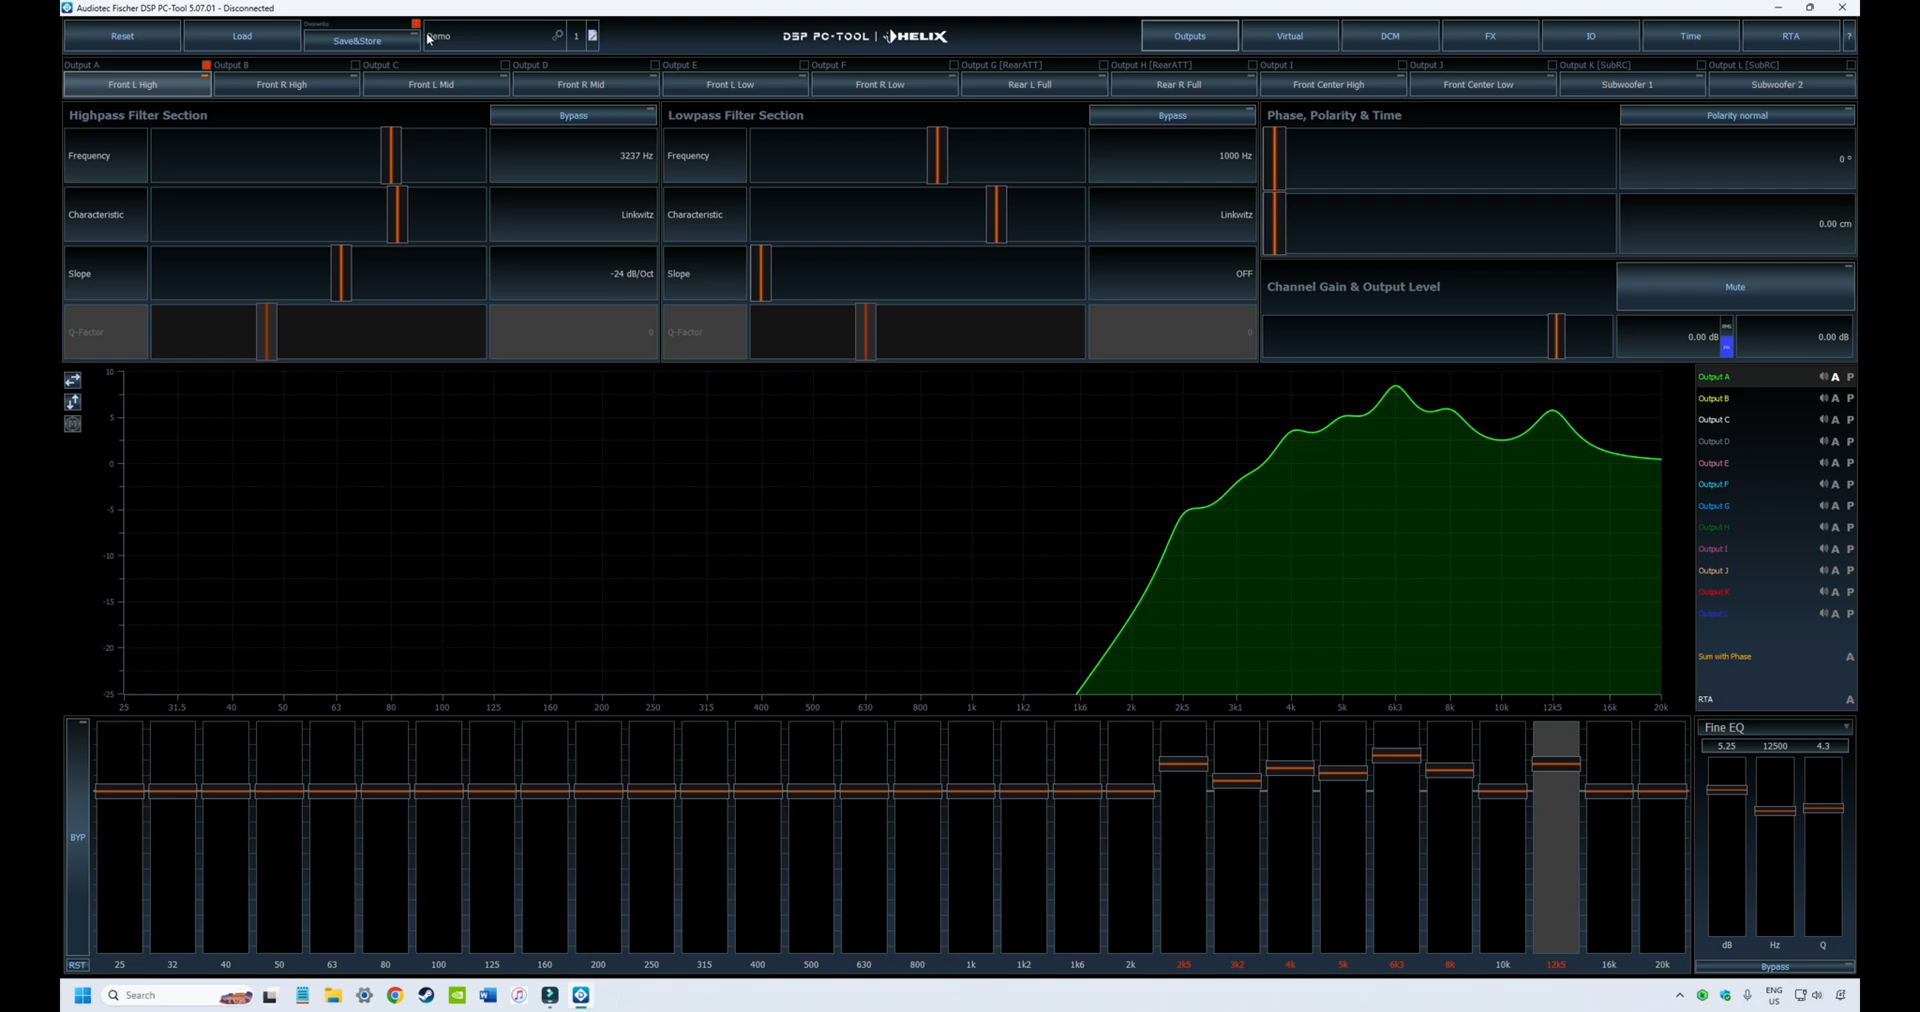 Audiotec Fischer DSP PC-Tool 5.07.01 - Disconnected
Reset
Load
Overwrite
Save&Store
Demo
1
DSP PC-TOOL | HELIX
Outputs
Virtual
DCM
FX
IO
Time
RTA
?
Output A
Output B
Output C
Output D
Output E
Output F
Output G [RearATT]
Output H [RearATT]
Output I
Output J
Output K [SubRC]
Output L [SubRC]
Front L High
Front R High
Front L Mid
Front R Mid
Front L Low
Front R Low
Rear L Full
Rear R Full
Front Center High
Front Center Low
Subwoofer 1
Subwoofer 2
Highpass Filter Section
Bypass
Frequency
3237 Hz
Characteristic
Linkwitz
Slope
-24 dB/Oct
Q-Factor
0
Lowpass Filter Section
Bypass
Frequency
1000 Hz
Characteristic
Linkwitz
Slope
OFF
Q-Factor
0
Phase, Polarity & Time
Polarity normal
0 °
0.00 cm
Channel Gain & Output Level
Mute
0.00 dB
0.00 dB
10
5
0
-5
-10
-15
-20
-25
25 31.5 40 50 63 80 100 125 160 200 250 315 400 500 630 800 1k 1k2 1k6 2k 2k5 3k1 4k 5k 6k3 8k 10k 12k5 16k 20k
Output A A P
Output B A P
Output C A P
Output D A P
Output E A P
Output F A P
Output G A P
Output H A P
Output I A P
Output J A P
Output K A P
Output L A P
Sum with Phase A
RTA A
BYP
RST
25 32 40 50 63 80 100 125 160 200 250 315 400 500 630 800 1k 1k2 1k6 2k 2k5 3k2 4k 5k 6k3 8k 10k 12k5 16k 20k
Fine EQ
5.25 12500 4.3
dB Hz Q
Bypass
Search
ENG
US